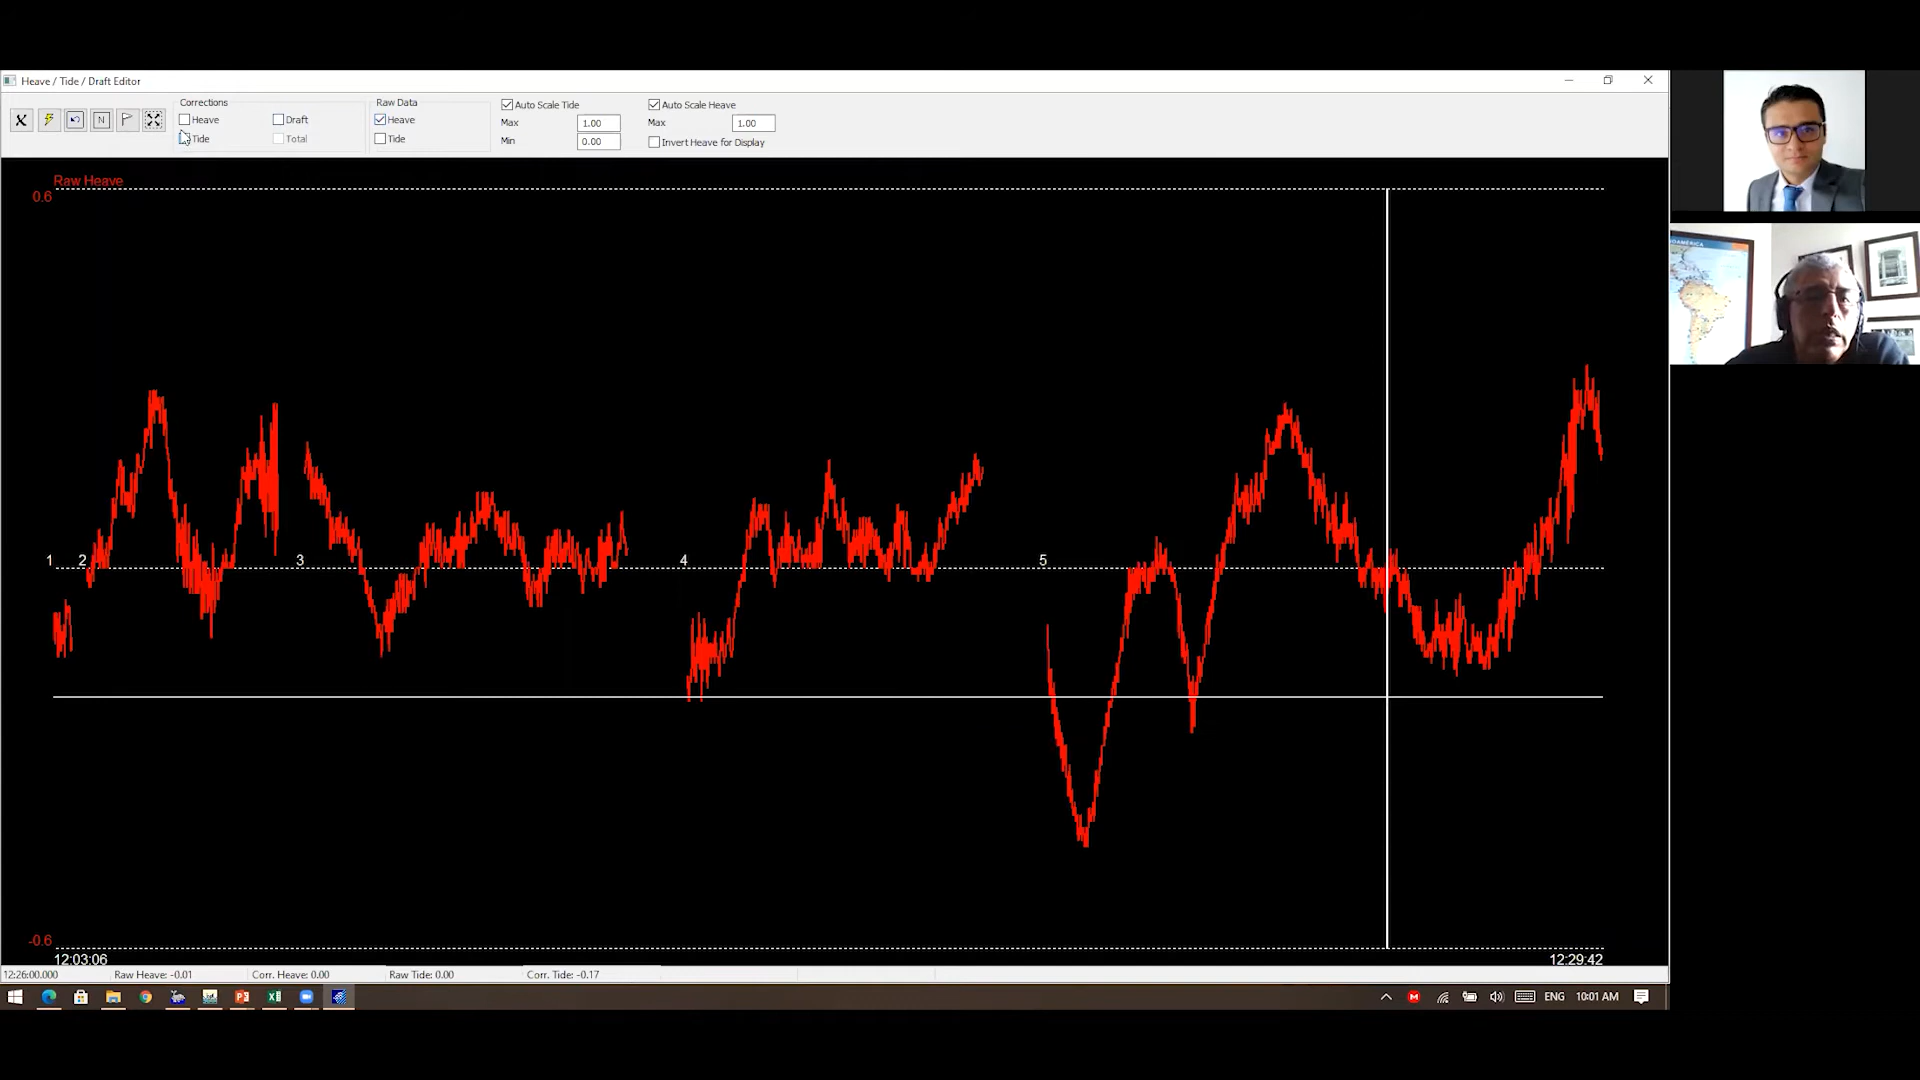 Heave / Tide / Draft Editor
Corrections
Raw Data
Auto Scale Tide
Auto Scale Heave
X
N
Heave
Draft
Heave
Max
1.00
Max
1.00
Tide
Total
Tide
Min
0.00
Invert Heave for Display
Raw Heave
0.6
OAMÉRICA
1
2
3
4
5
-0.6
12:03:06
12:29:42
12:26:00.000
Raw Heave: -0.01
Corr. Heave: 0.00
Raw Tide: 0.00
Corr. Tide: -0.17
ENG
10:01 AM